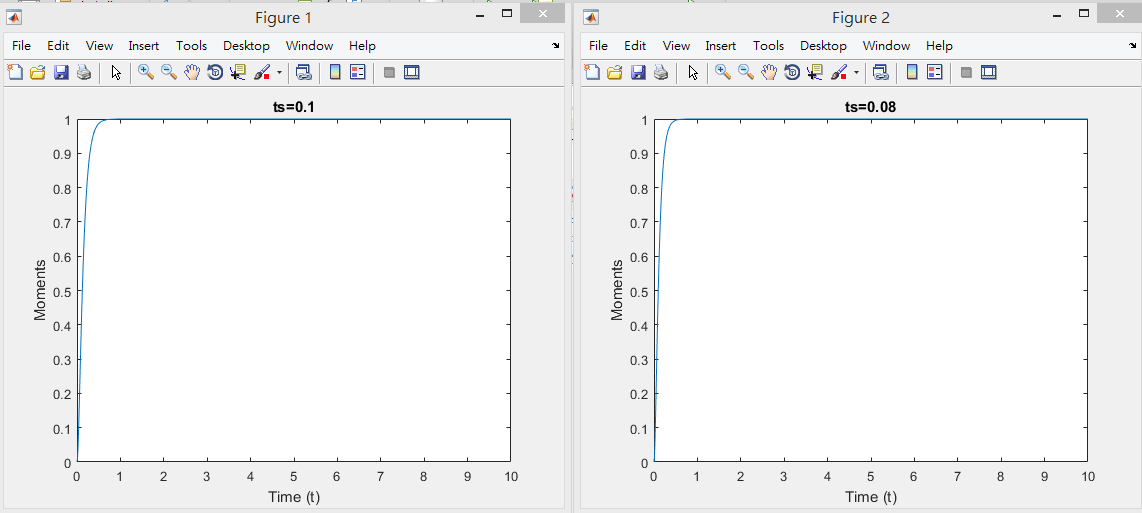 Figure 1
File Edit View Insert Tools Desktop Window Help
ts=0.1
1
0.9
0.8
0.7
0.6
0.5
0.4
0.3
0.2
0.1
0
Moments
0 1 2 3 4 5 6 7 8 9 10
Time (t)
Figure 2
File Edit View Insert Tools Desktop Window Help
ts=0.08
1
0.9
0.8
0.7
0.6
0.5
0.4
0.3
0.2
0.1
0
Moments
0 1 2 3 4 5 6 7 8 9 10
Time (t)